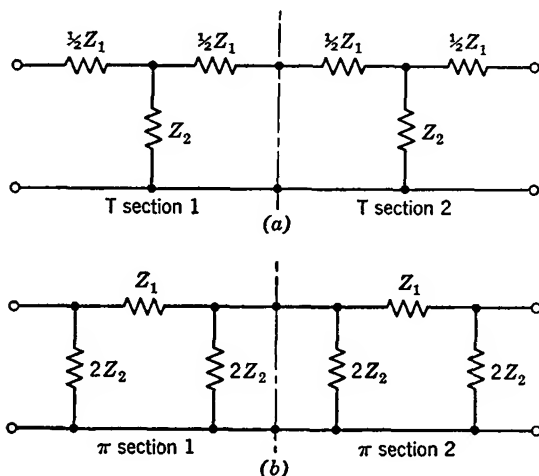 ½Z₁ ½Z₁ ½Z₁ ½Z₁
Z₂ Z₂
T section 1 T section 2
(a)
Z₁ Z₁
2Z₂ 2Z₂ 2Z₂ 2Z₂
π section 1 π section 2
(b)